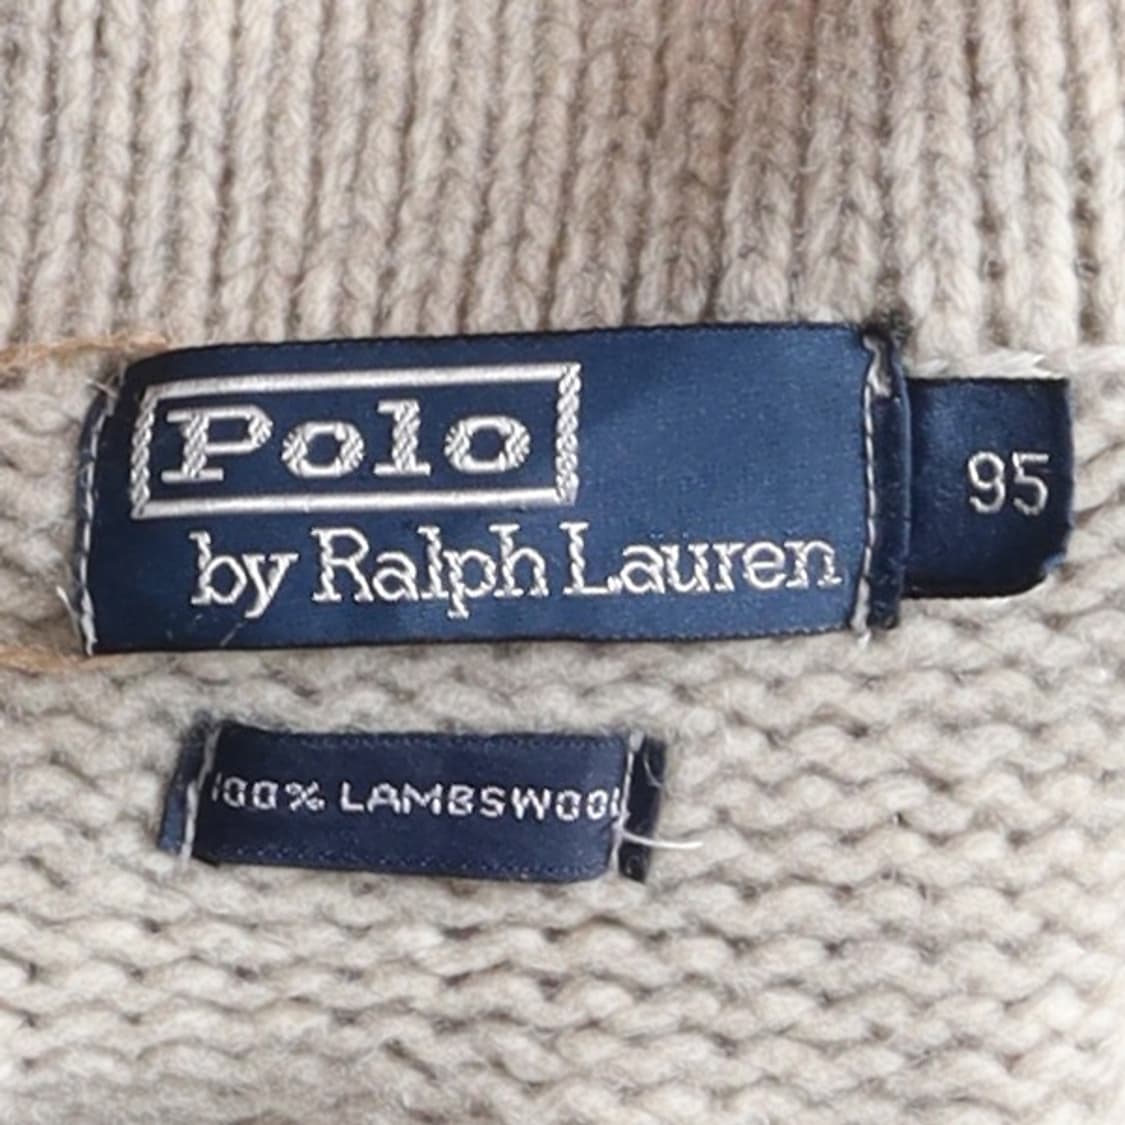 Polo
by Ralph Lauren
95
100% LAMBSWOOL